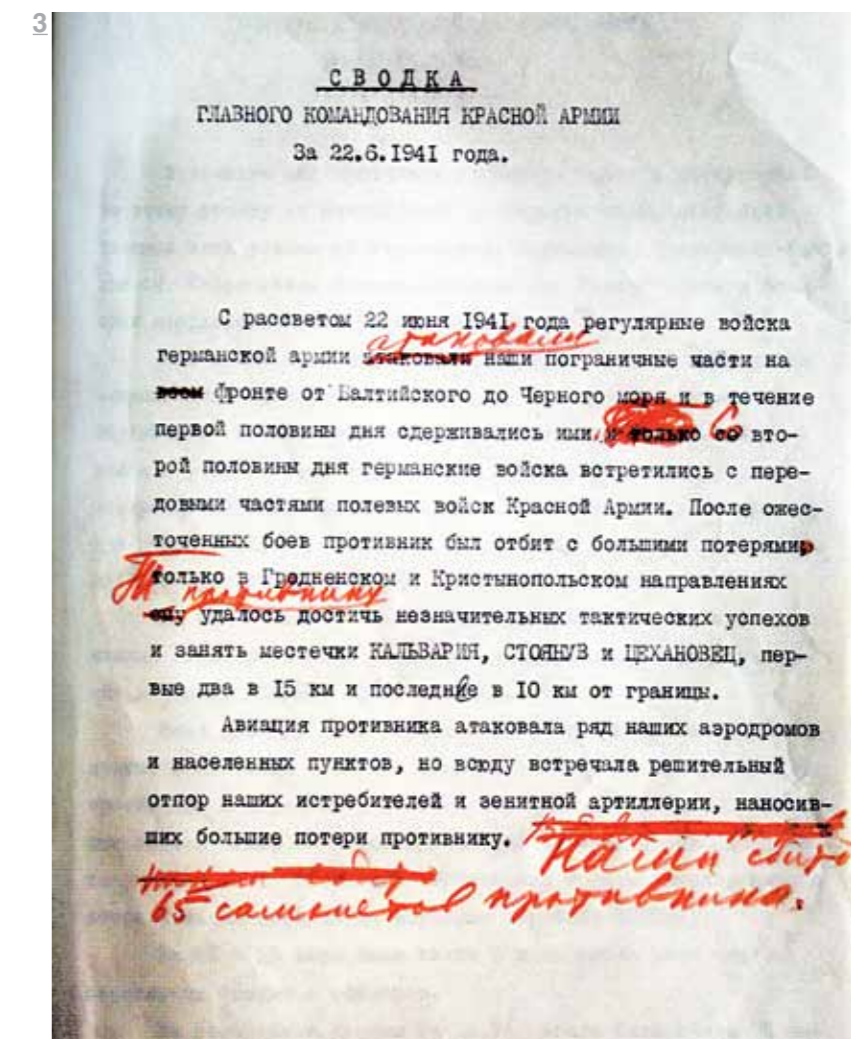 3
СВОДКА
ГЛАВНОГО КОМАНДОВАНИЯ КРАСНОЙ АРМИИ
За 22.6.1941 года.
С рассветом 22 июня 1941 года регулярные войска
атаковали
германской армии атаковали наши пограничные части на
всем фронте от Балтийского до Черного моря и в течение
первой половины дня сдерживались ими. и только со С вто-
рой половины дня германские войска встретились с пере-
довыми частями полевых войск Красной Армии. После ожес-
точенных боев противник был отбит с большими потерями.
Только в Гродненском и Кристынопольском направлениях
противнику
ему удалось достичь незначительных тактических успехов
и занять местечки КАЛЬВАРИЯ, СТОЯНУВ и ЦЕХАНОВЕЦ, пер-
вые два в 15 км и последнее в 10 км от границы.
Авиация противника атаковала ряд наших аэродромов
и населенных пунктов, но всюду встречала решительный
отпор наших истребителей и зенитной артиллерии, наносив-
ших большие потери противнику.
Нами сбито
65 самолетов противника.